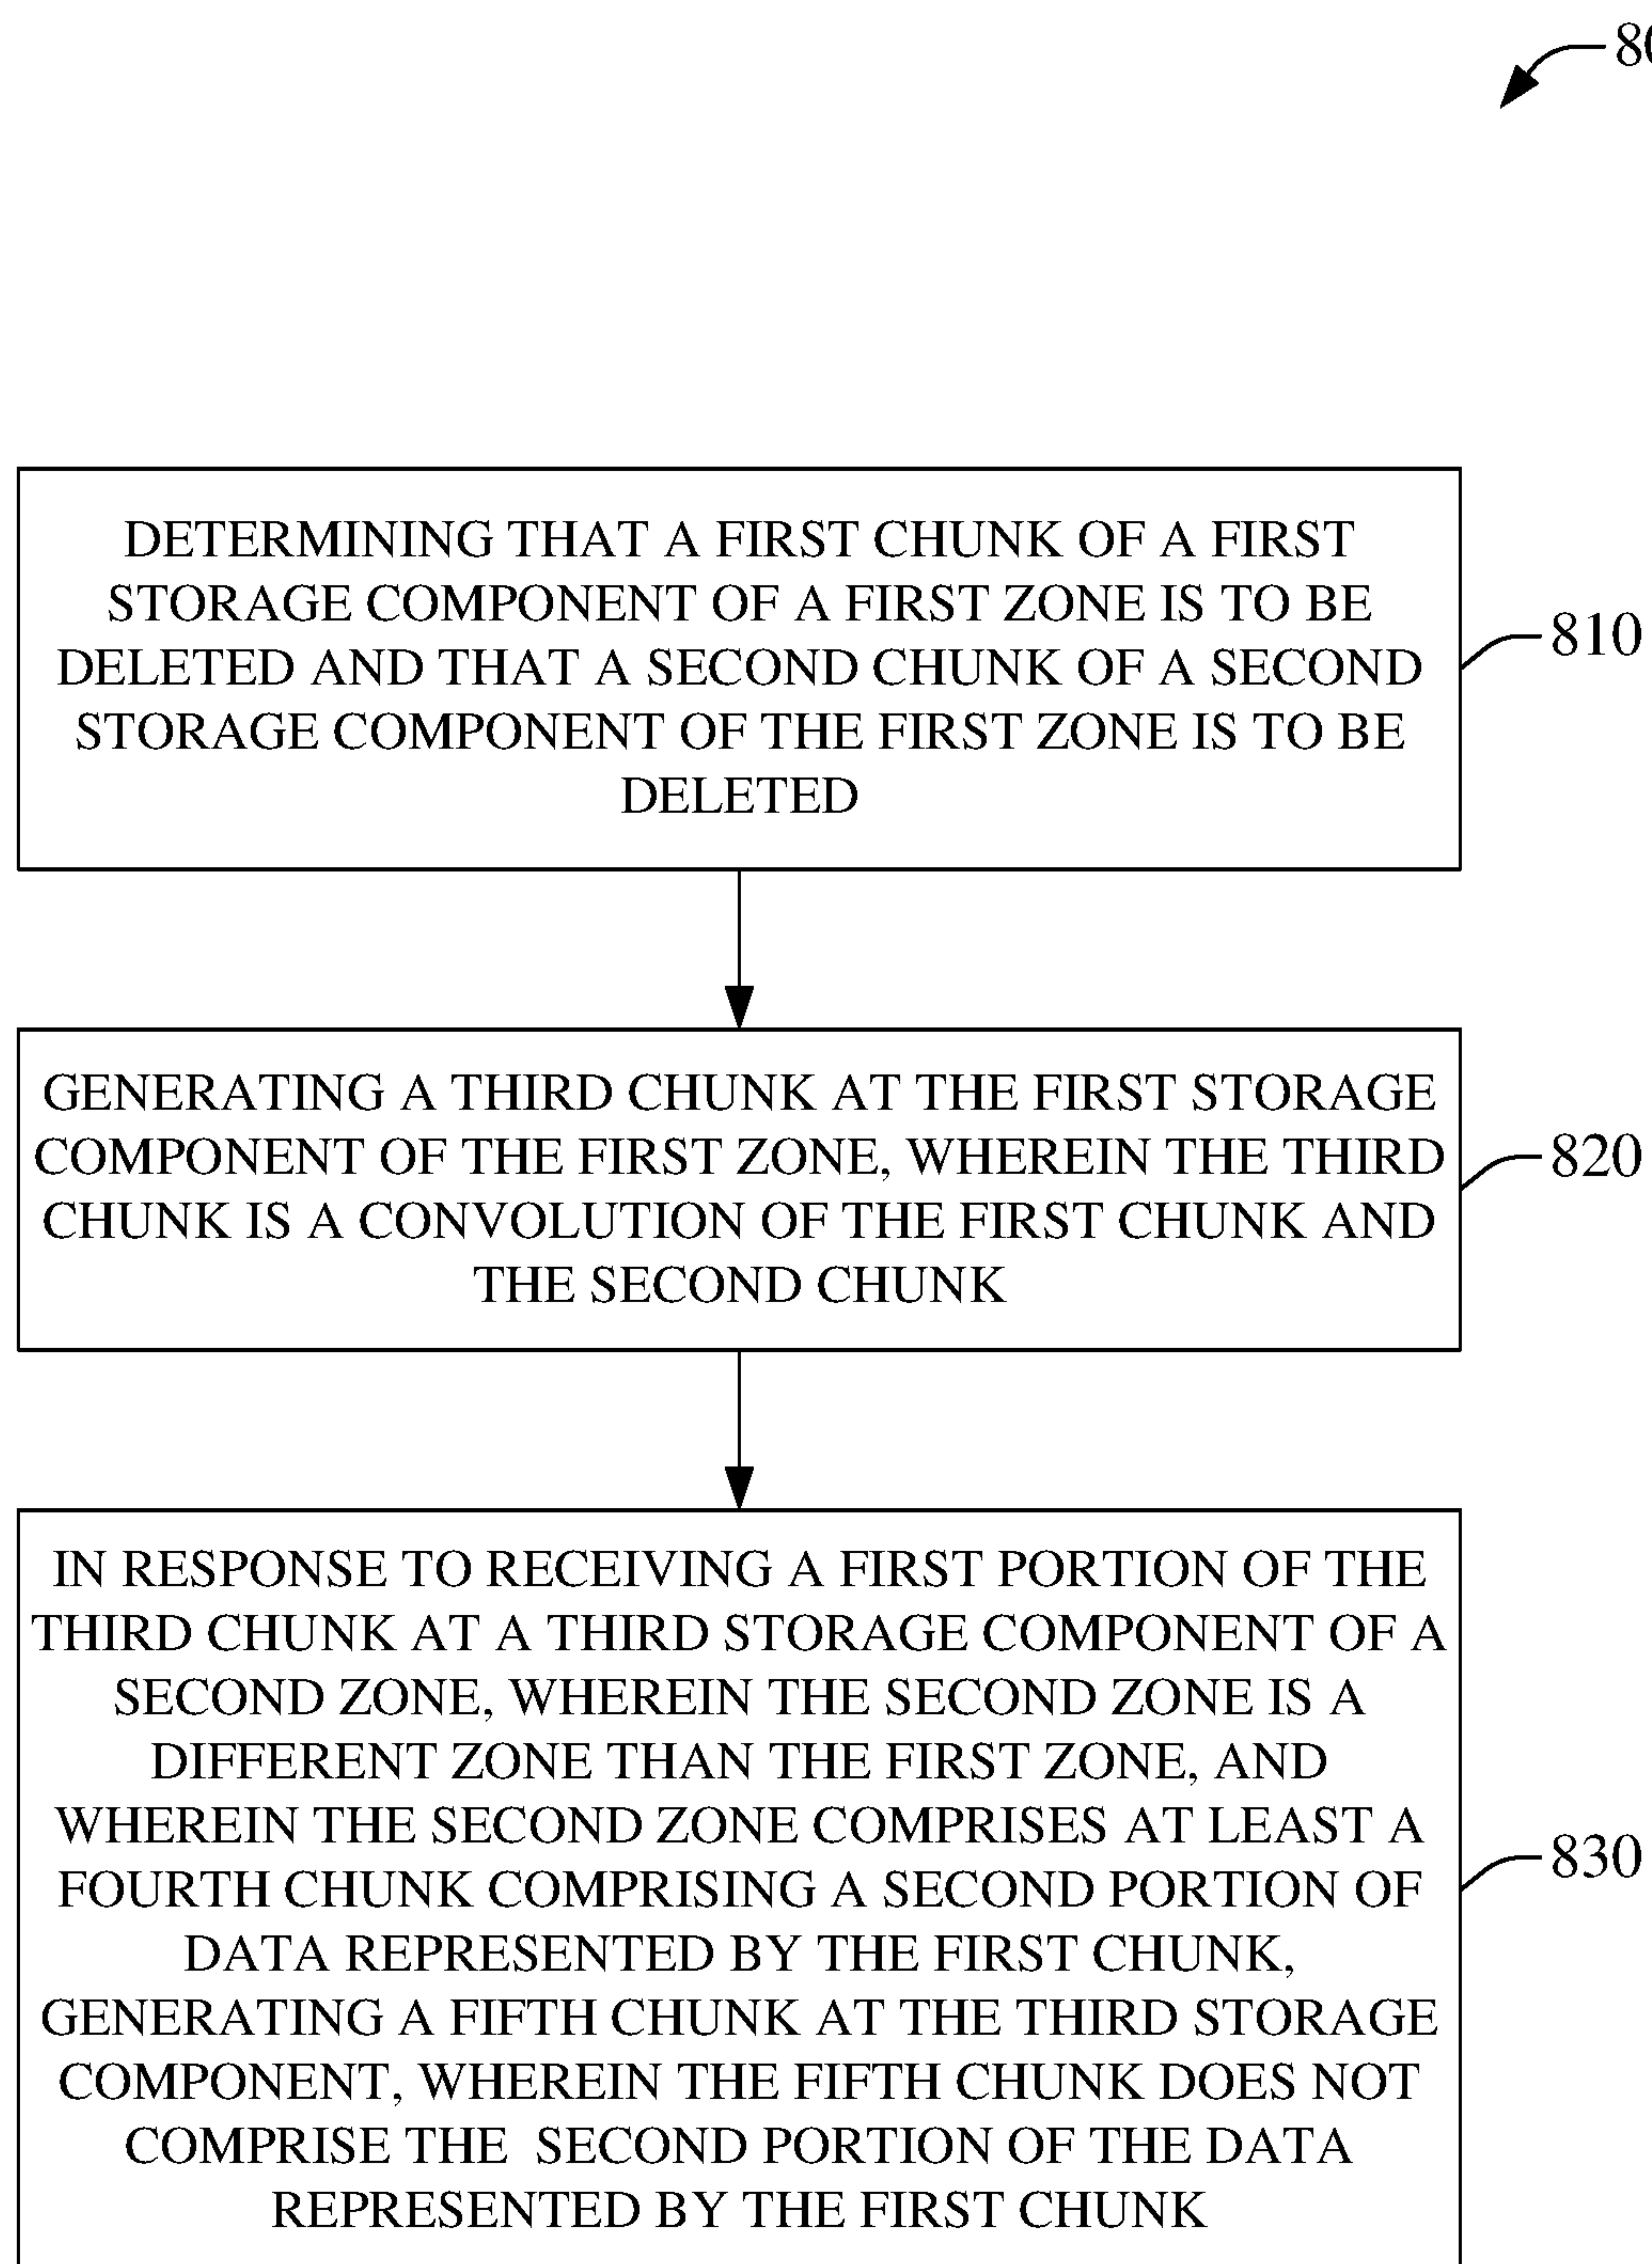 DETERMINING THAT A FIRST CHUNK OF A FIRST
STORAGE COMPONENT OF A FIRST ZONE IS TO BE
DELETED AND THAT A SECOND CHUNK OF A SECOND
STORAGE COMPONENT OF THE FIRST ZONE IS TO BE
DELETED
810
GENERATING A THIRD CHUNK AT THE FIRST STORAGE
COMPONENT OF THE FIRST ZONE, WHEREIN THE THIRD
CHUNK IS A CONVOLUTION OF THE FIRST CHUNK AND
THE SECOND CHUNK
820
IN RESPONSE TO RECEIVING A FIRST PORTION OF THE
THIRD CHUNK AT A THIRD STORAGE COMPONENT OF A
SECOND ZONE, WHEREIN THE SECOND ZONE IS A
DIFFERENT ZONE THAN THE FIRST ZONE, AND
WHEREIN THE SECOND ZONE COMPRISES AT LEAST A
FOURTH CHUNK COMPRISING A SECOND PORTION OF
DATA REPRESENTED BY THE FIRST CHUNK,
GENERATING A FIFTH CHUNK AT THE THIRD STORAGE
COMPONENT, WHEREIN THE FIFTH CHUNK DOES NOT
COMPRISE THE  SECOND PORTION OF THE DATA
REPRESENTED BY THE FIRST CHUNK
830